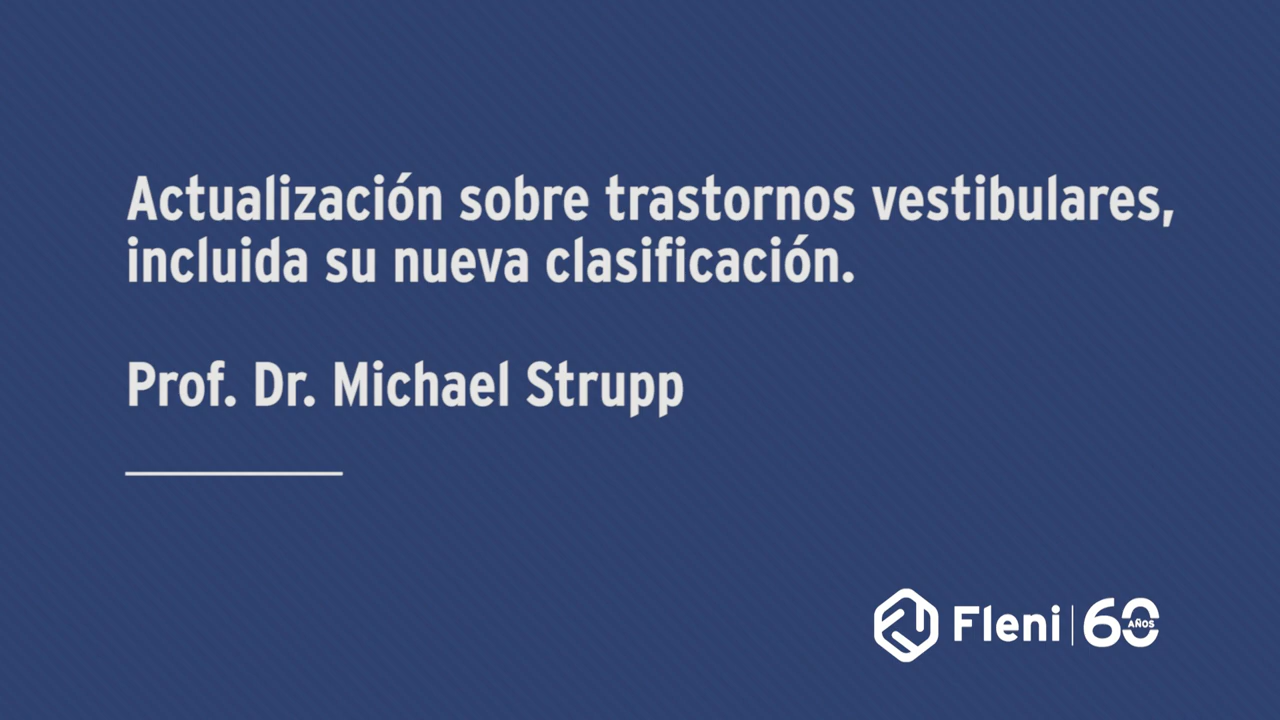 Actualización sobre trastornos vestibulares,
incluida su nueva clasificación.
Prof. Dr. Michael Strupp
Fleni 60 AÑOS